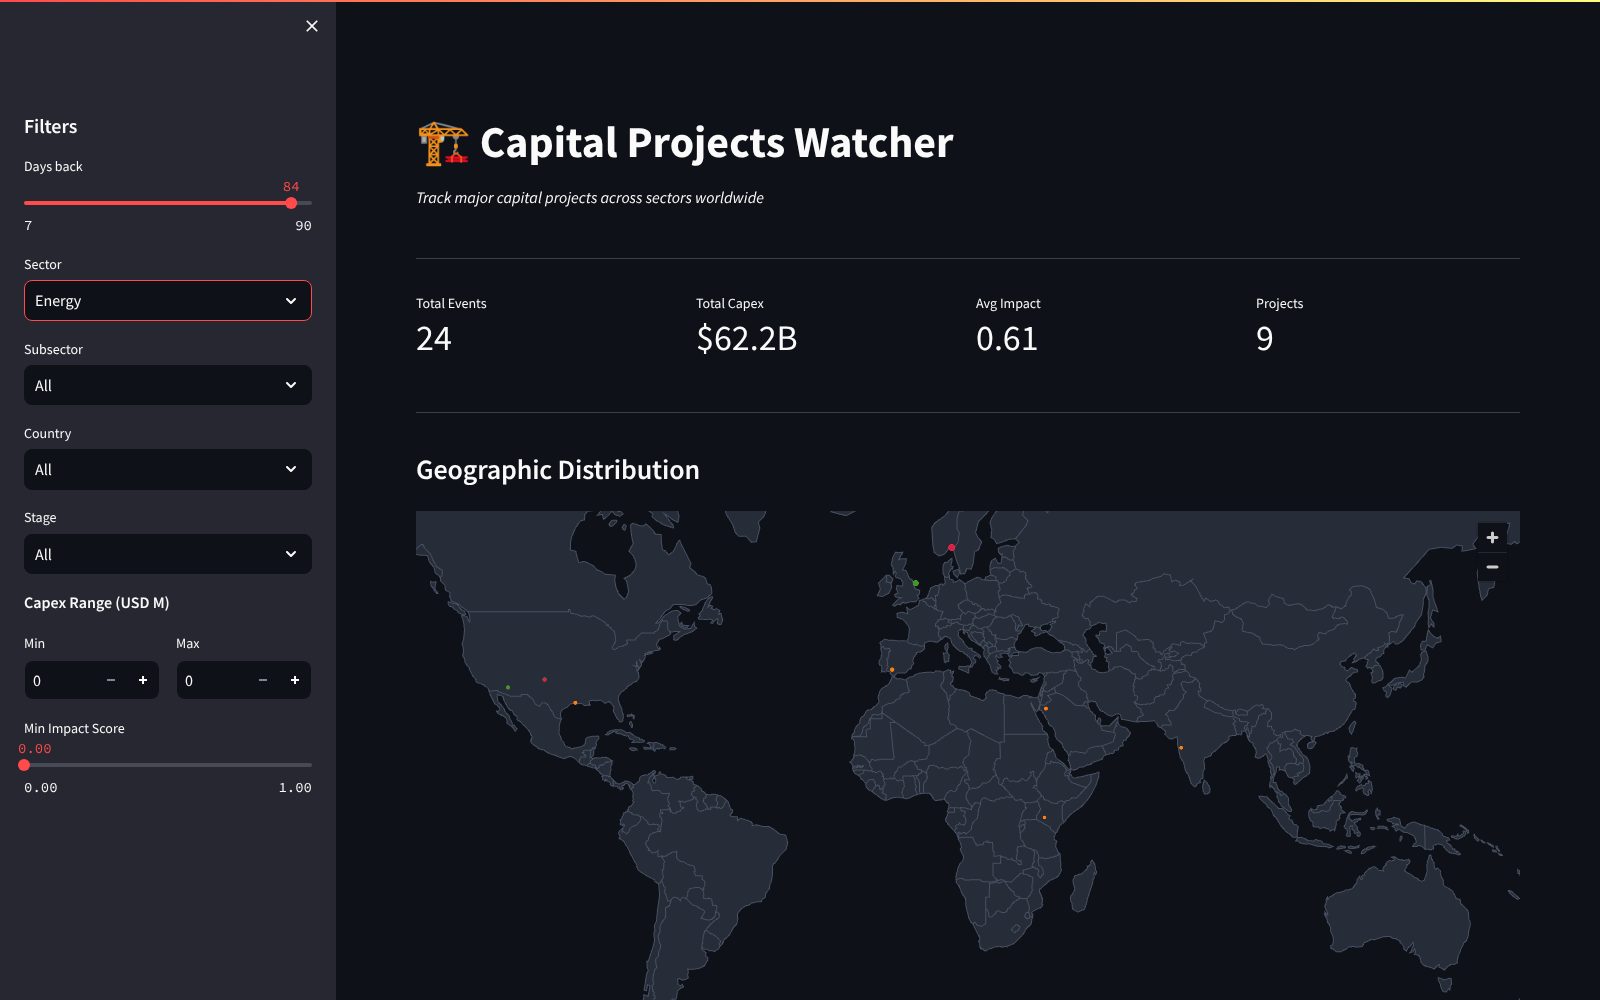 Filters
Days back
84
7 90
Sector
Energy
Subsector
All
Country
All
Stage
All
Capex Range (USD M)
Min Max
0 − + 0 − +
Min Impact Score
0.00
0.00 1.00
Capital Projects Watcher
Track major capital projects across sectors worldwide
Total Events Total Capex Avg Impact Projects
24 $62.2B 0.61 9
Geographic Distribution
+
−